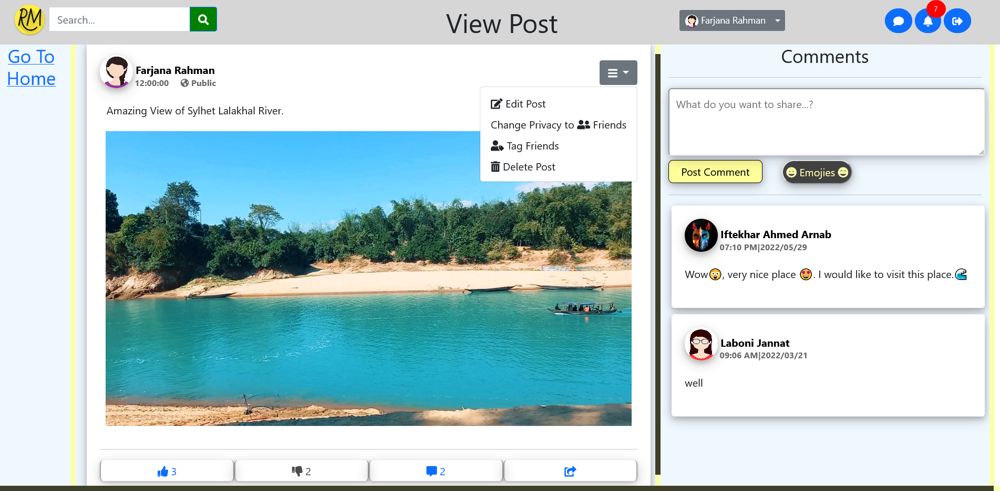 RM
Search...
View Post
Farjana Rahman
7
Go To
Home
Farjana Rahman
12:00:00 Public
Amazing View of Sylhet Lalakhal River.
Edit Post
Change Privacy to Friends
Tag Friends
Delete Post
3
2
2
Comments
What do you want to share...?
Post Comment
Emojies
Iftekhar Ahmed Arnab
07:10 PM|2022/05/29
Wow😲, very nice place 🤩. I would like to visit this place.🌊
Laboni Jannat
09:06 AM|2022/03/21
well